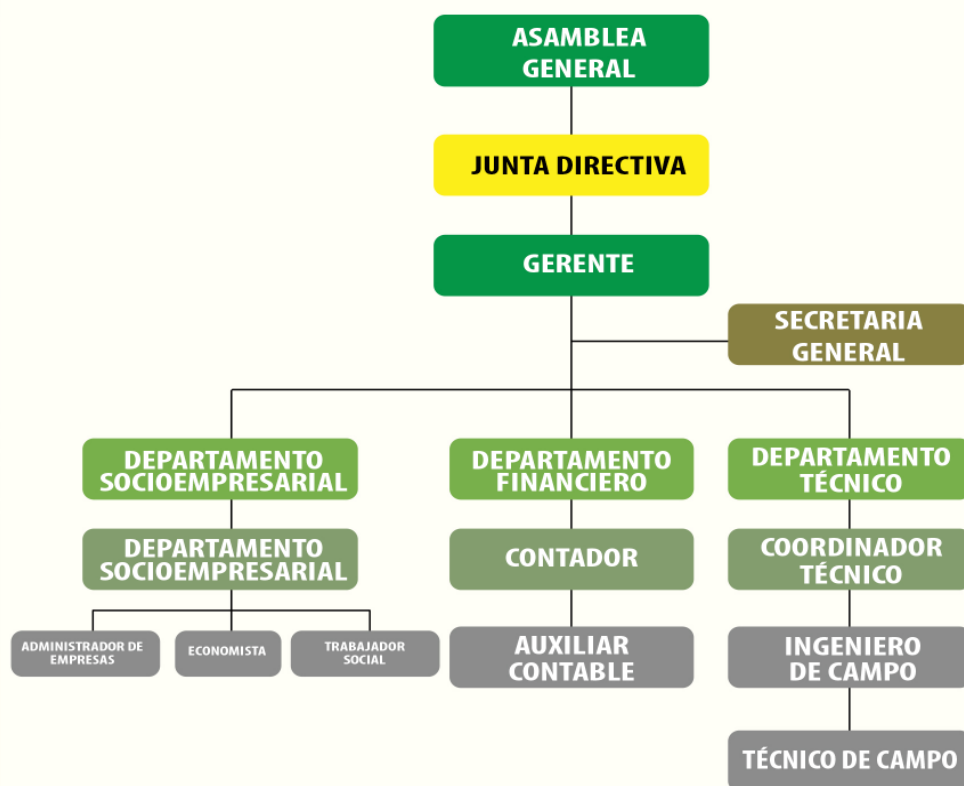 ASAMBLEA
GENERAL
JUNTA DIRECTIVA
GERENTE
SECRETARIA
GENERAL
DEPARTAMENTO
SOCIOEMPRESARIAL
DEPARTAMENTO
FINANCIERO
DEPARTAMENTO
TÉCNICO
DEPARTAMENTO
SOCIOEMPRESARIAL
CONTADOR
COORDINADOR
TÉCNICO
ADMINISTRADOR DE
EMPRESAS
ECONOMISTA
TRABAJADOR
SOCIAL
AUXILIAR
CONTABLE
INGENIERO
DE CAMPO
TÉCNICO DE CAMPO